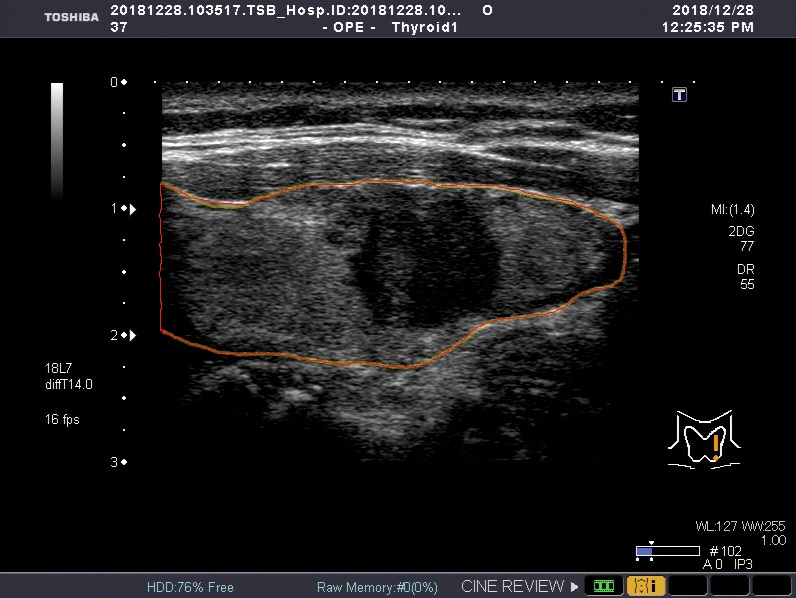 TOSHIBA 20181228.103517.TSB_Hosp.ID:20181228.10... O 2018/12/28
37 - OPE - Thyroid1 12:25:35 PM
0
T
1
MI:(1.4)
2DG
77
DR
55
2
18L7
diffT14.0
16 fps
3
WL:127 WW:255
1.00
#102
A 0 IP3
HDD:76% Free Raw Memory:#0(0%) CINE REVIEW
i